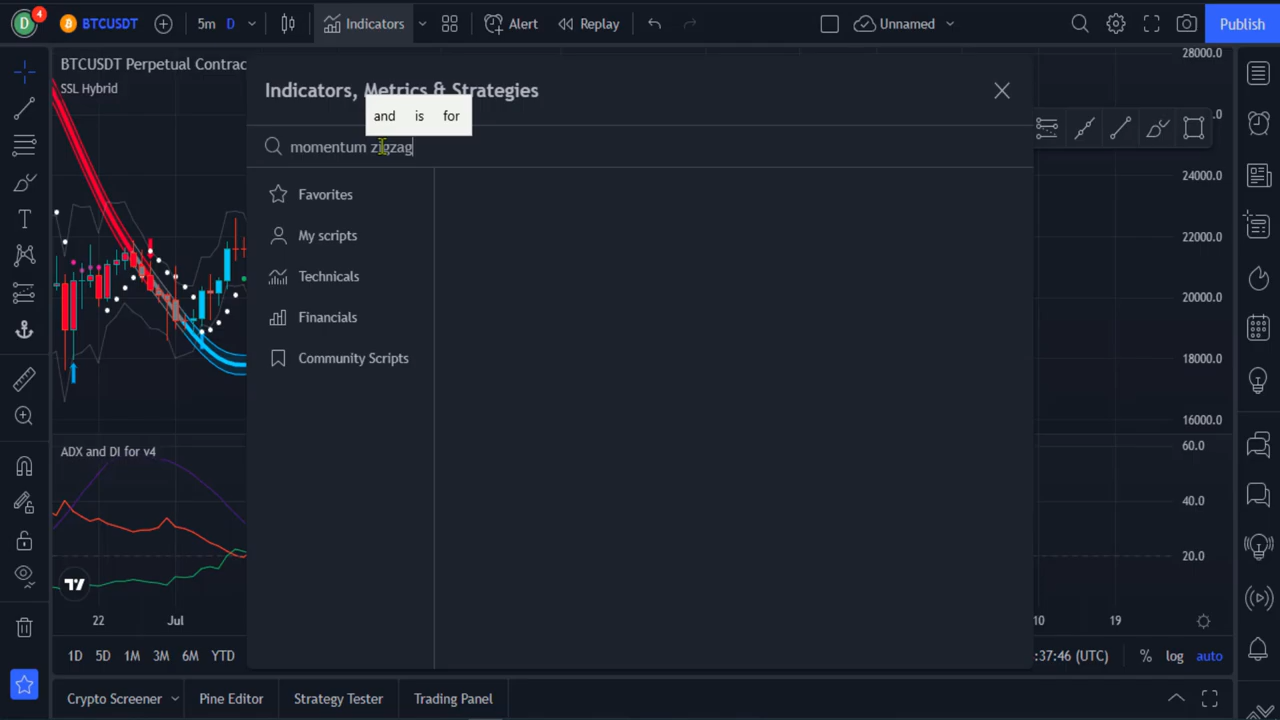 D 4 BTCUSDT 5m D Indicators Alert Replay Unnamed Publish
BTCUSDT Perpetual Contrac
SSL Hybrid
Indicators, Metrics & Strategies
and is for
momentum zigzag
Favorites
My scripts
Technicals
Financials
Community Scripts
28000.0
.0
24000.0
22000.0
20000.0
18000.0
16000.0
ADX and DI for v4
60.0
40.0
20.0
22 Jul 10 19
1D 5D 1M 3M 6M YTD :37:46 (UTC) % log auto
Crypto Screener Pine Editor Strategy Tester Trading Panel